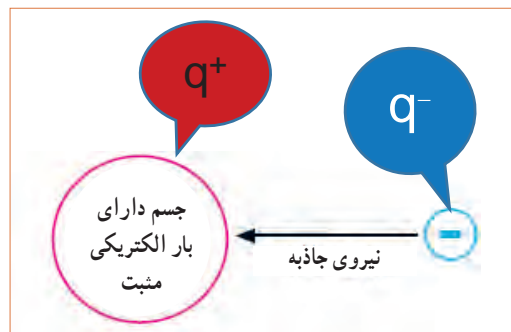 q⁺
q⁻
جسم دارای
بار الکتریکی
مثبت
نیروی جاذبه
−